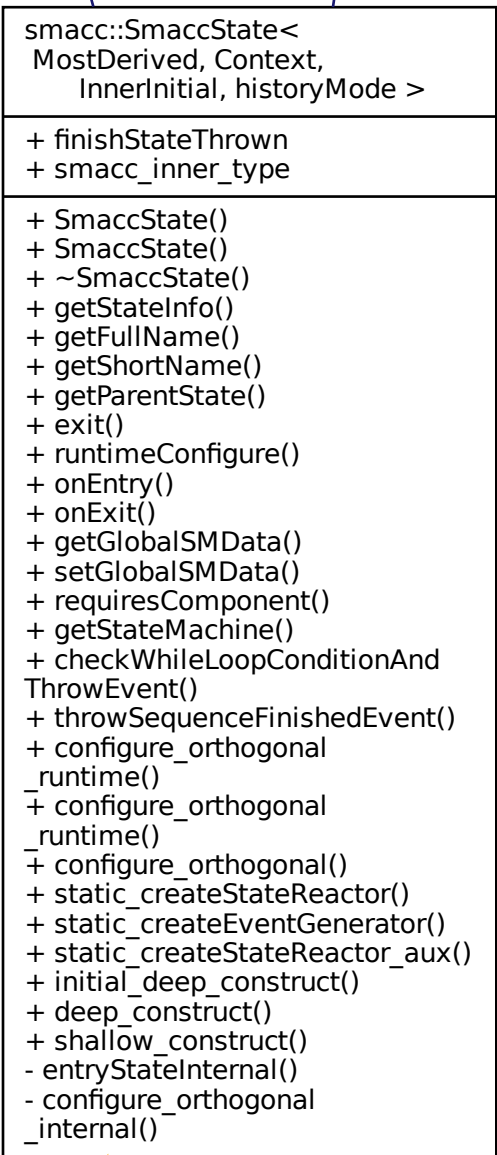 smacc::SmaccState<
MostDerived, Context,
InnerInitial, historyMode >
+ finishStateThrown
+ smacc_inner_type
+ SmaccState()
+ SmaccState()
+ ~SmaccState()
+ getStateInfo()
+ getFullName()
+ getShortName()
+ getParentState()
+ exit()
+ runtimeConfigure()
+ onEntry()
+ onExit()
+ getGlobalSMData()
+ setGlobalSMData()
+ requiresComponent()
+ getStateMachine()
+ checkWhileLoopConditionAnd
ThrowEvent()
+ throwSequenceFinishedEvent()
+ configure_orthogonal
_runtime()
+ configure_orthogonal
_runtime()
+ configure_orthogonal()
+ static_createStateReactor()
+ static_createEventGenerator()
+ static_createStateReactor_aux()
+ initial_deep_construct()
+ deep_construct()
+ shallow_construct()
- entryStateInternal()
- configure_orthogonal
_internal()